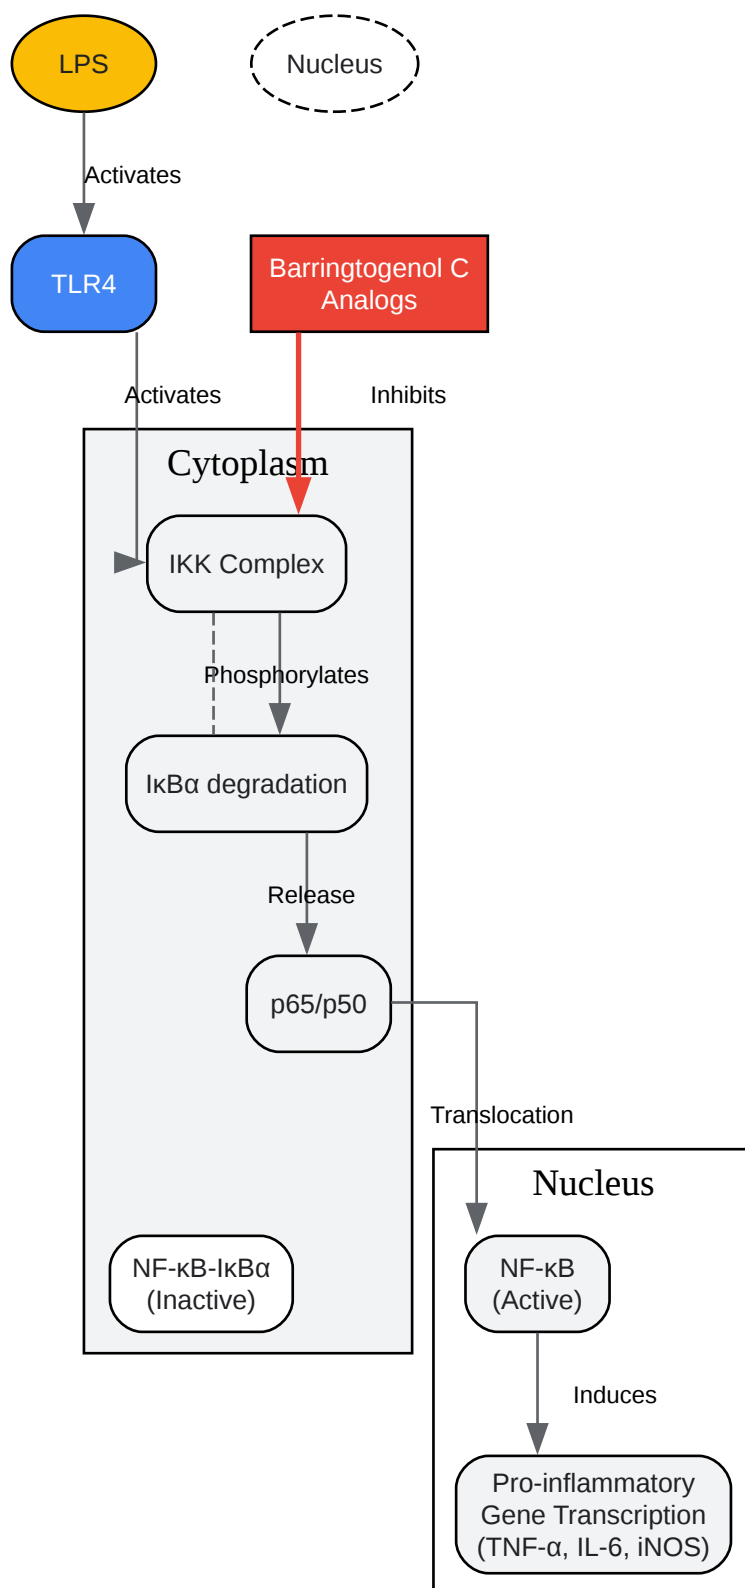 LPS
Nucleus
Activates
TLR4
Barringtogenol C
Analogs
Activates
Inhibits
Cytoplasm
IKK Complex
Phosphorylates
IκBα degradation
Release
p65/p50
Translocation
Nucleus
NF-κB-IκBα
(Inactive)
NF-κB
(Active)
Induces
Pro-inflammatory
Gene Transcription
(TNF-α, IL-6, iNOS)